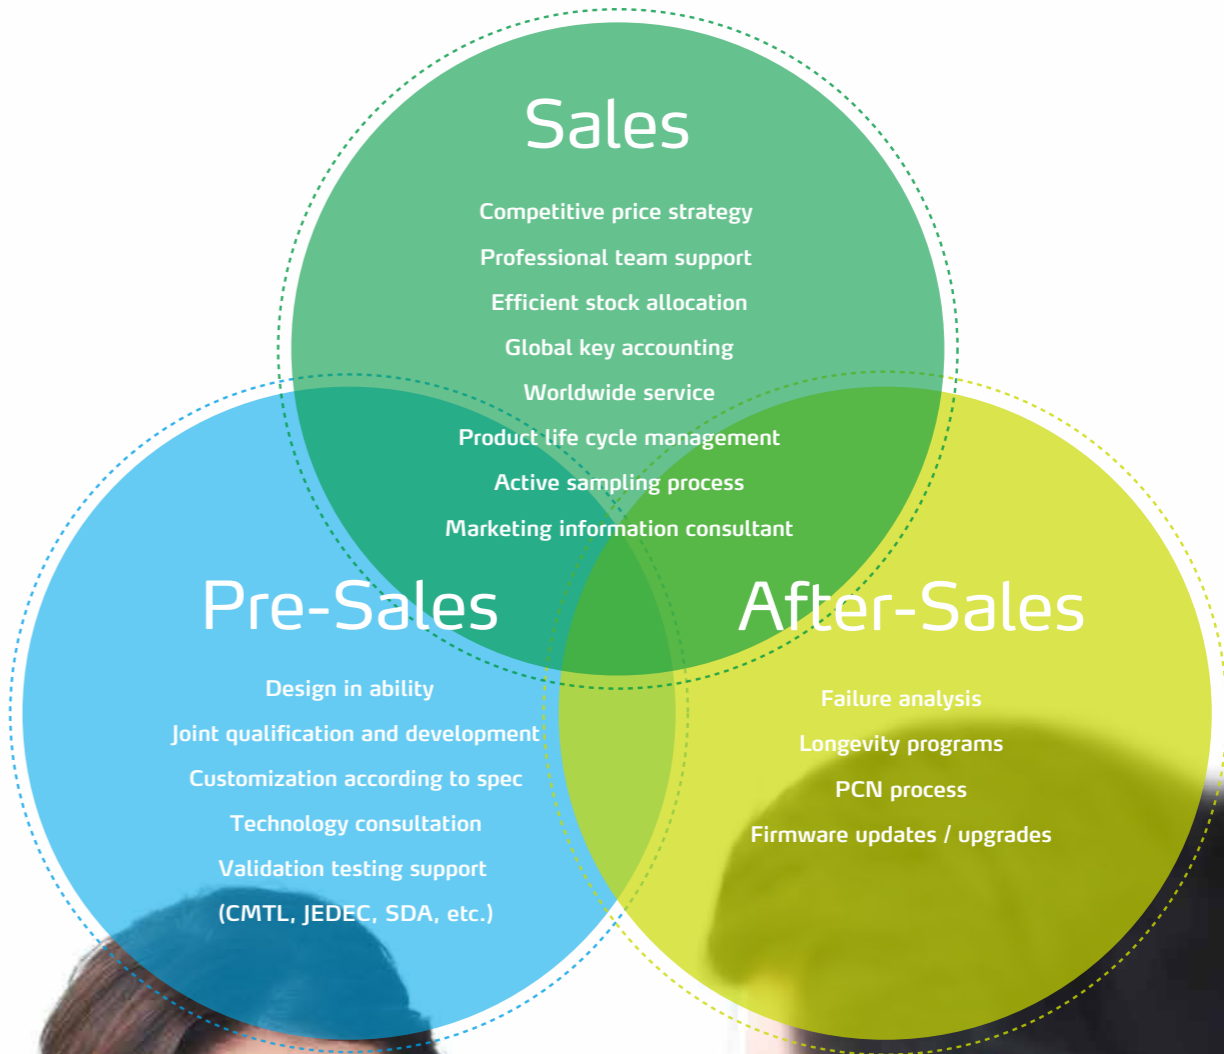 Sales
Competitive price strategy
Professional team support
Efficient stock allocation
Global key accounting
Worldwide service
Product life cycle management
Active sampling process
Marketing information consultant
Pre-Sales
Design in ability
Joint qualification and development
Customization according to spec
Technology consultation
Validation testing support
(CMTL, JEDEC, SDA, etc.)
After-Sales
Failure analysis
Longevity programs
PCN process
Firmware updates / upgrades